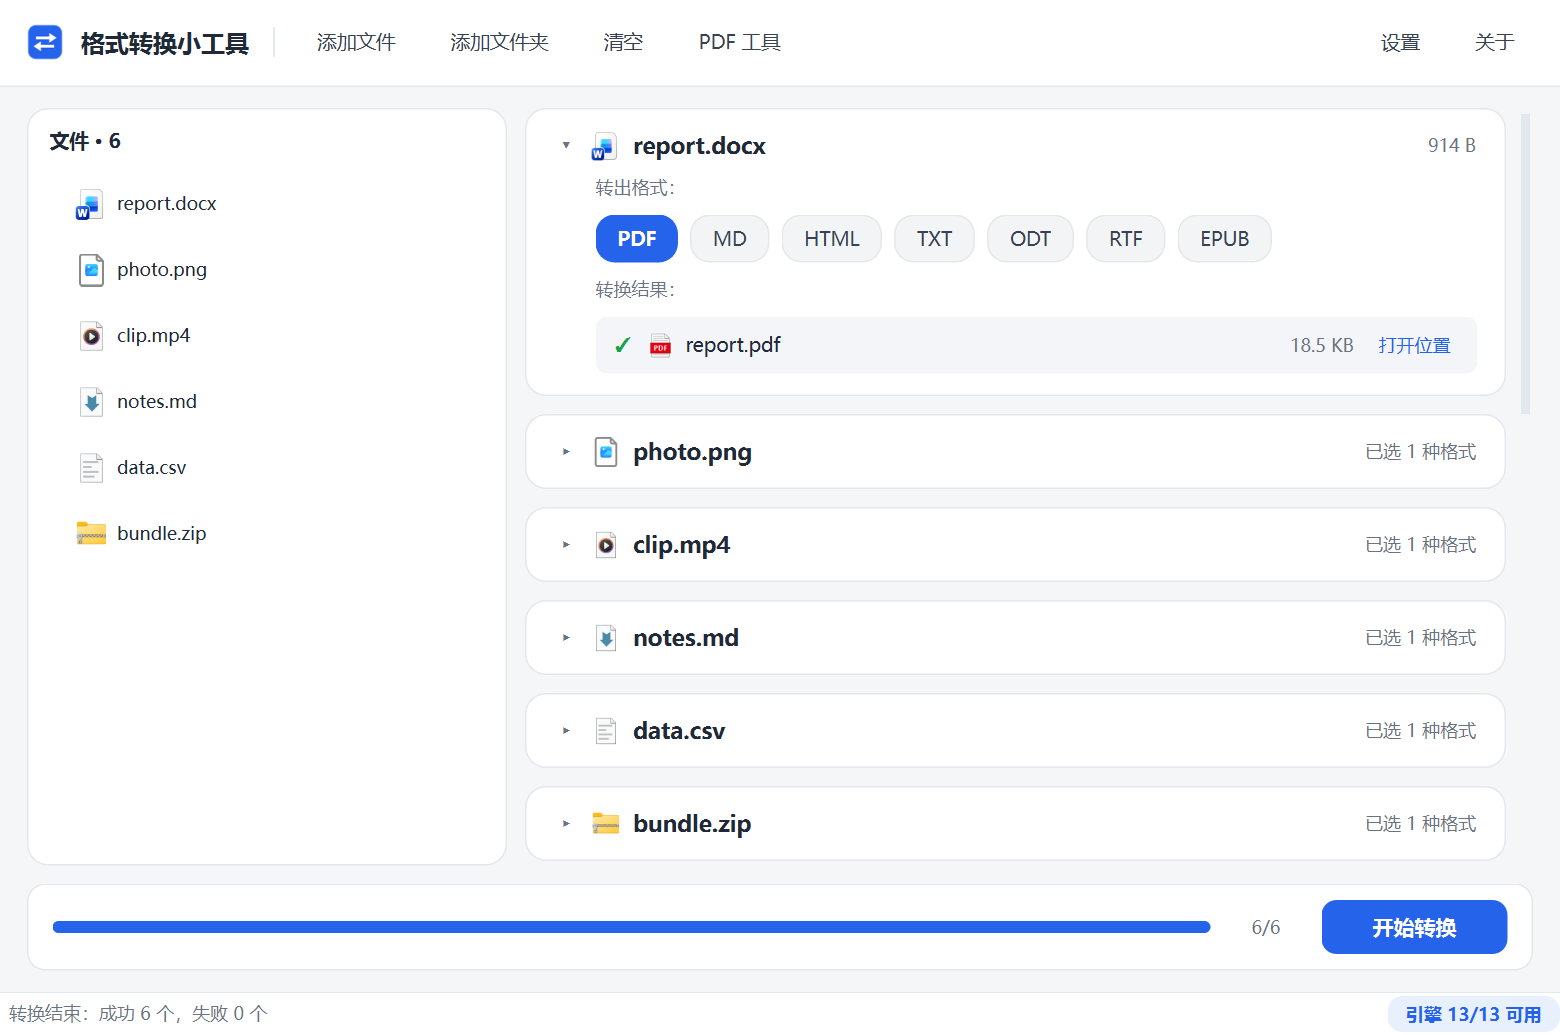 格式转换小工具 添加文件 添加文件夹 清空 PDF 工具 设置 关于
文件 • 6
report.docx
photo.png
clip.mp4
notes.md
data.csv
bundle.zip
report.docx 914 B
转出格式:
PDF MD HTML TXT ODT RTF EPUB
转换结果:
✓ PDF report.pdf 18.5 KB 打开位置
photo.png 已选 1 种格式
clip.mp4 已选 1 种格式
notes.md 已选 1 种格式
data.csv 已选 1 种格式
bundle.zip 已选 1 种格式
6/6 开始转换
转换结束：成功 6 个，失败 0 个 引擎 13/13 可用